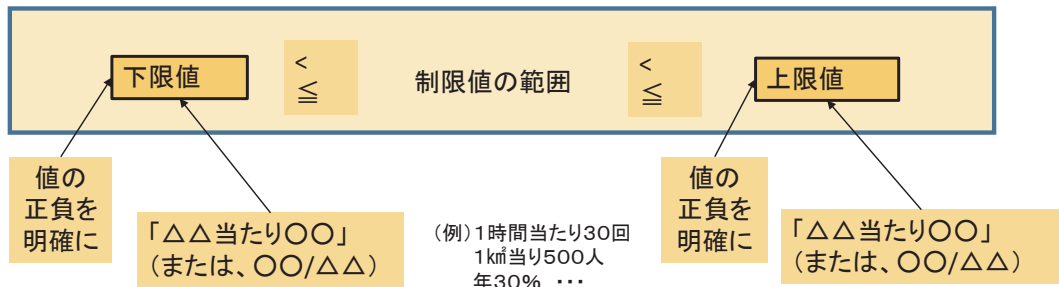 下限値
<
≦
制限値の範囲
<
≦
上限値
値の
正負を
明確に
「△△当たり〇〇」
(または、〇〇/△△)
(例)1時間当たり30回
1㎢当り500人
年30% ・・・
値の
正負を
明確に
「△△当たり〇〇」
(または、〇〇/△△)